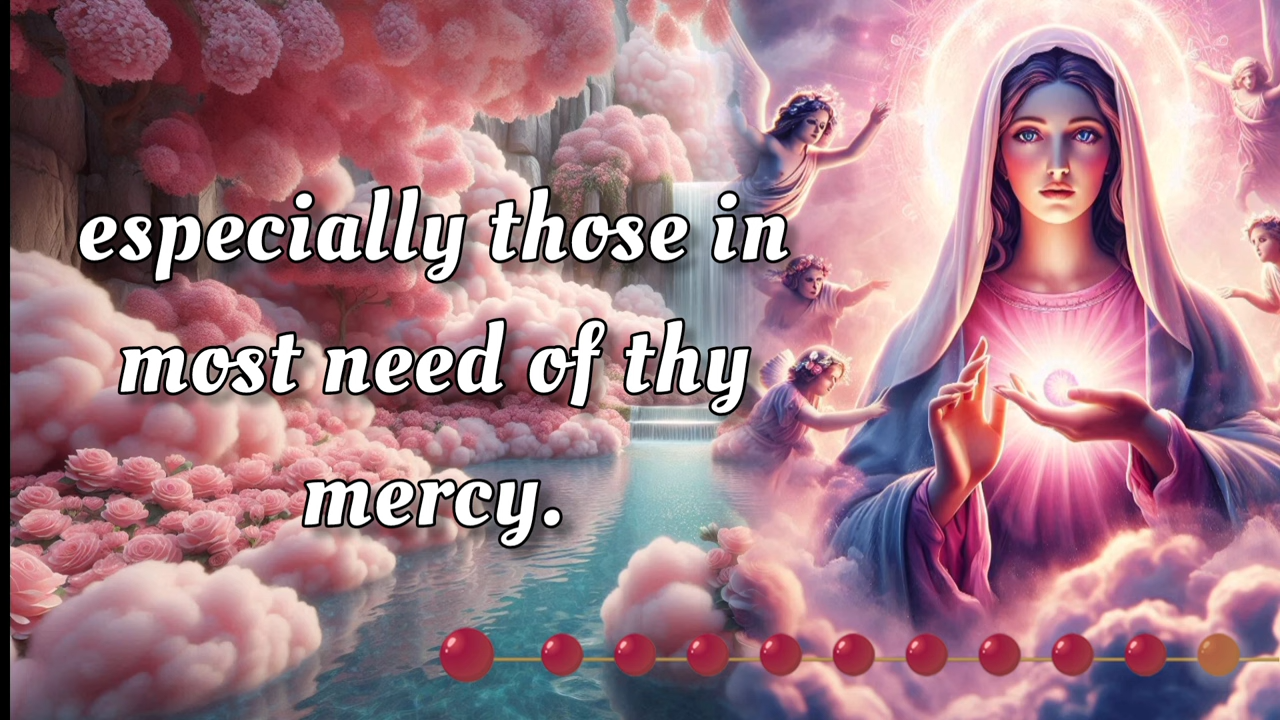 especially those in
most need of thy
mercy.